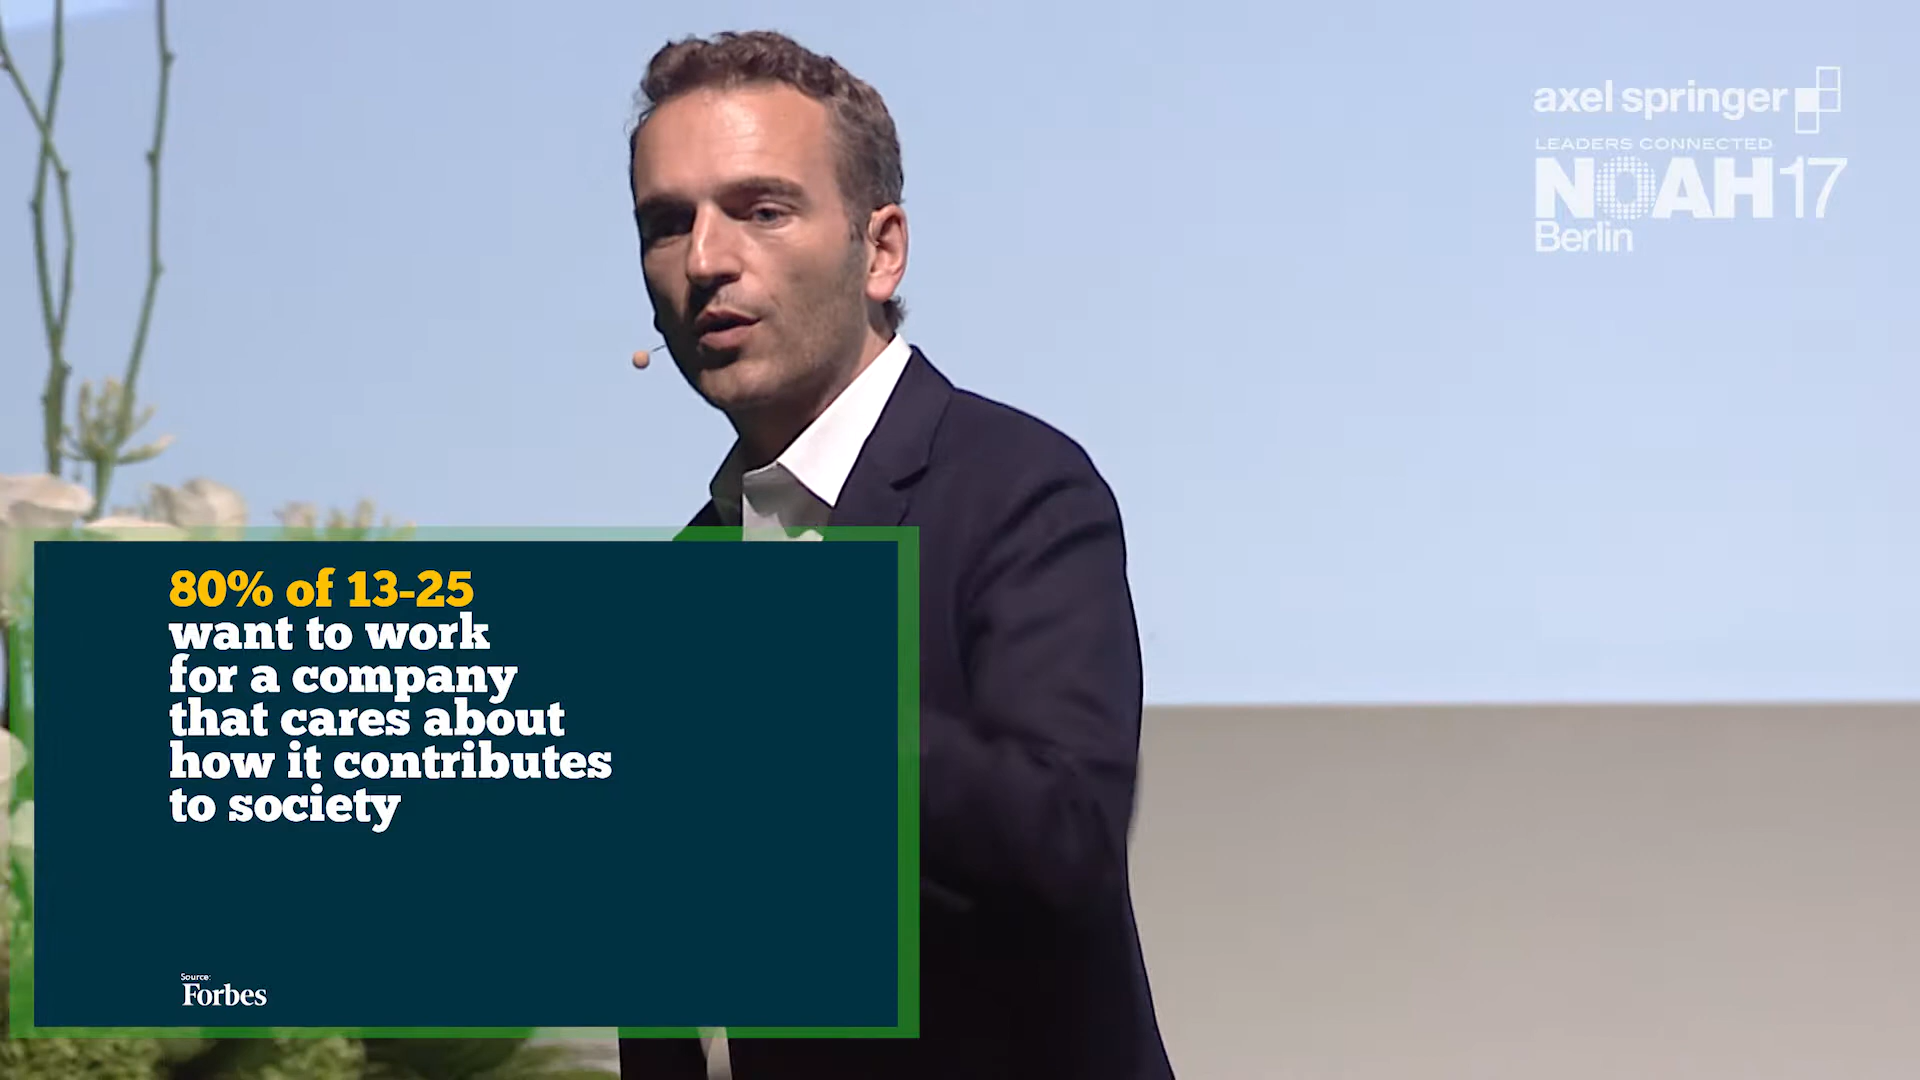 axel springer
LEADERS CONNECTED
NOAH17
Berlin
80% of 13-25
want to work
for a company
that cares about
how it contributes
to society
Source:
Forbes